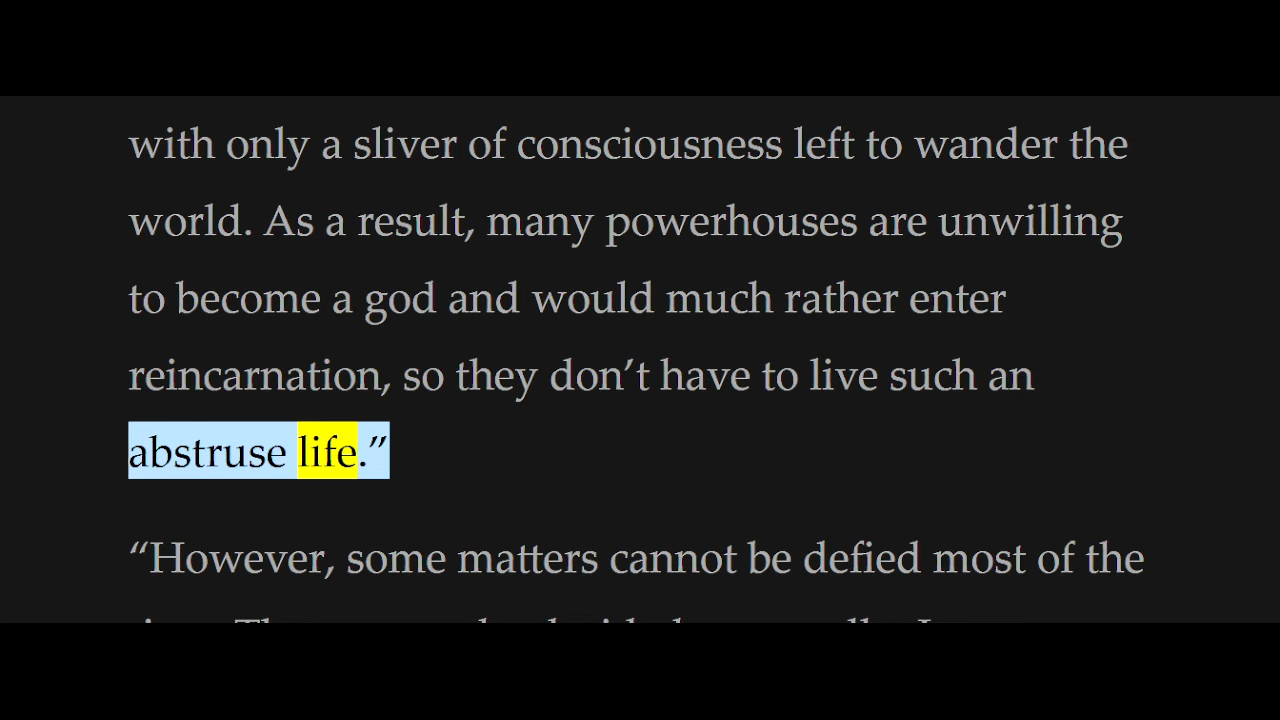 with only a sliver of consciousness left to wander the
world. As a result, many powerhouses are unwilling
to become a god and would much rather enter
reincarnation, so they don’t have to live such an
abstruse life.”
“However, some matters cannot be defied most of the